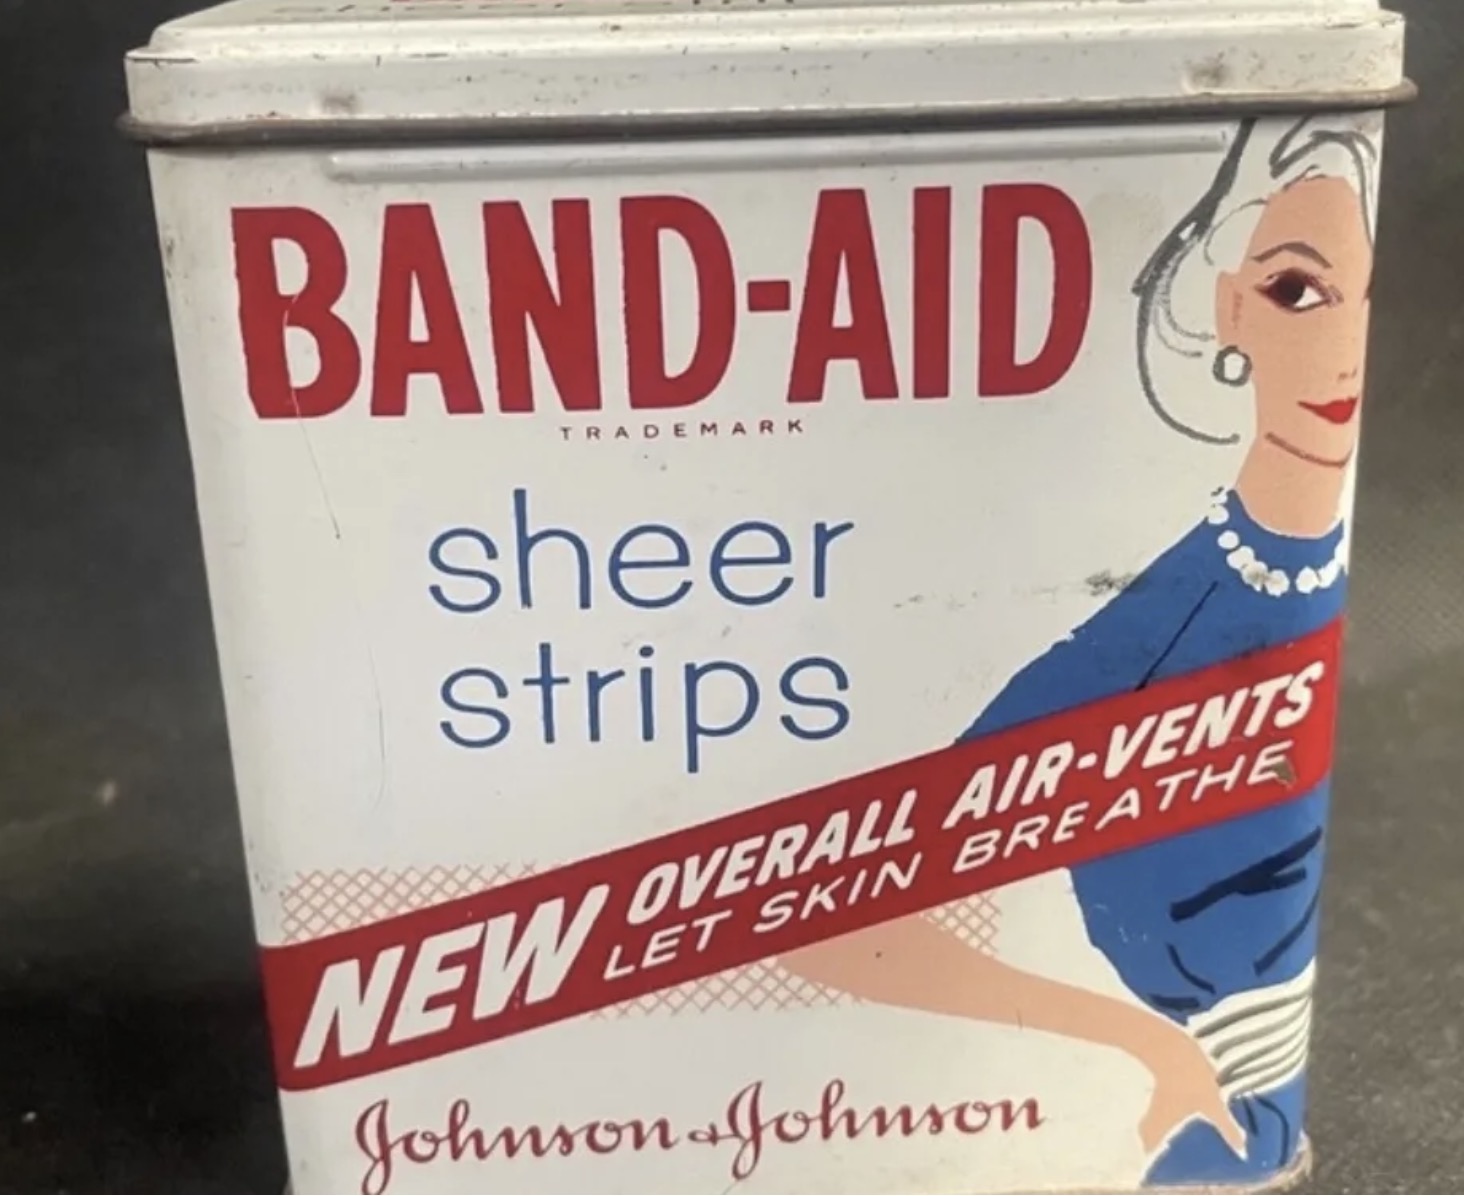 BAND-AID
TRADEMARK
sheer
strips
NEW OVERALL AIR-VENTS
LET SKIN BREATHE
Johnson & Johnson